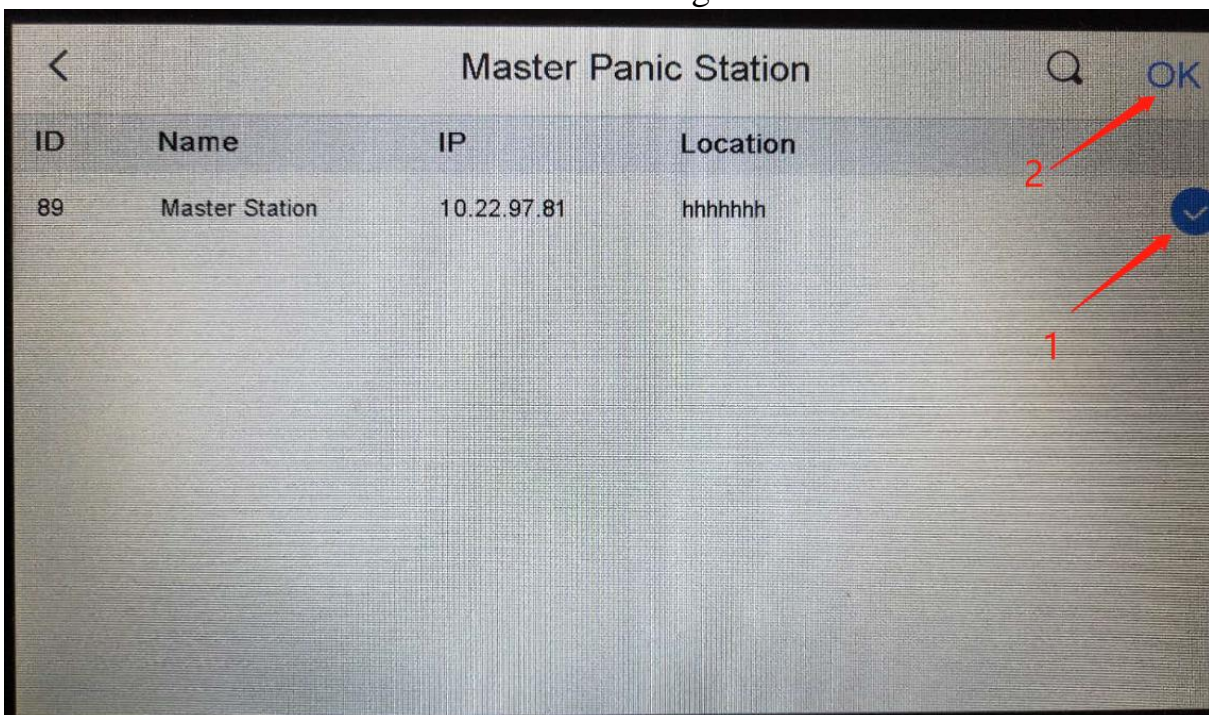 Master Panic Station OK
ID Name IP Location
2
89 Master Station 10.22.97.81 hhhhhhh
1